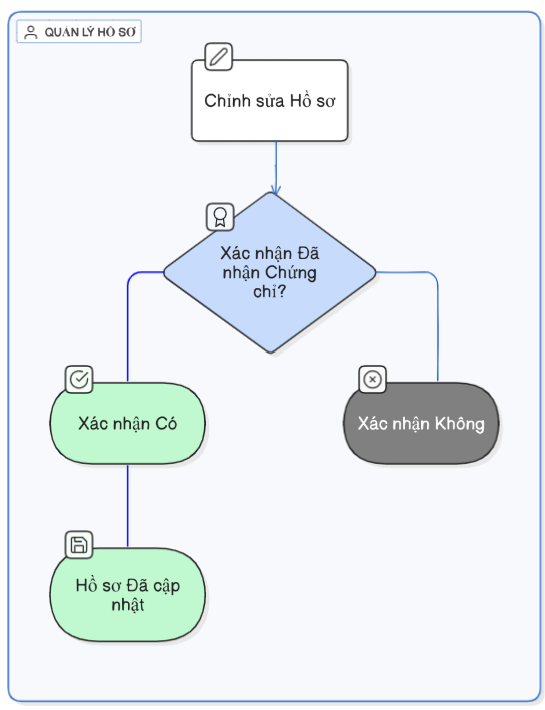 QUẢN LÝ HỒ SƠ
Chỉnh sửa Hồ sơ
Xác nhận Đã
nhận Chứng
chỉ?
Xác nhận Có
Xác nhận Không
Hồ sơ Đã cập
nhật